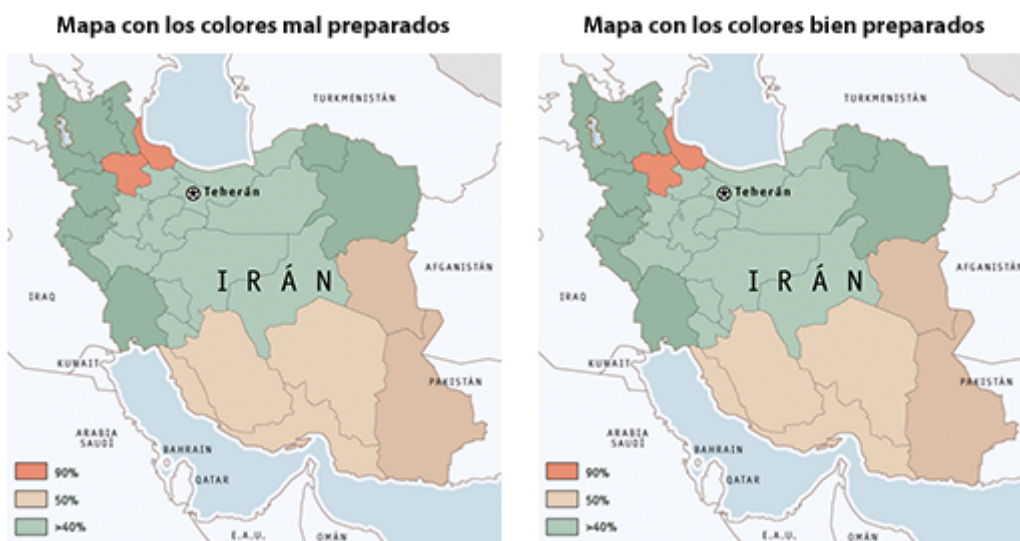 Mapa con los colores mal preparados
TURKMENISTÁN
Teherán
IRÁN
AFGANISTÁN
IRAQ
KUWAIT
PAKISTÁN
ARABIA
SAUDÍ
BAHRAIN
QATAR
E.A.U.
OMÁN
90%
50%
>40%
Mapa con los colores bien preparados
TURKMENISTÁN
Teherán
IRÁN
AFGANISTÁN
IRAQ
KUWAIT
PAKISTÁN
ARABIA
SAUDÍ
BAHRAIN
QATAR
E.A.U.
OMÁN
90%
50%
>40%